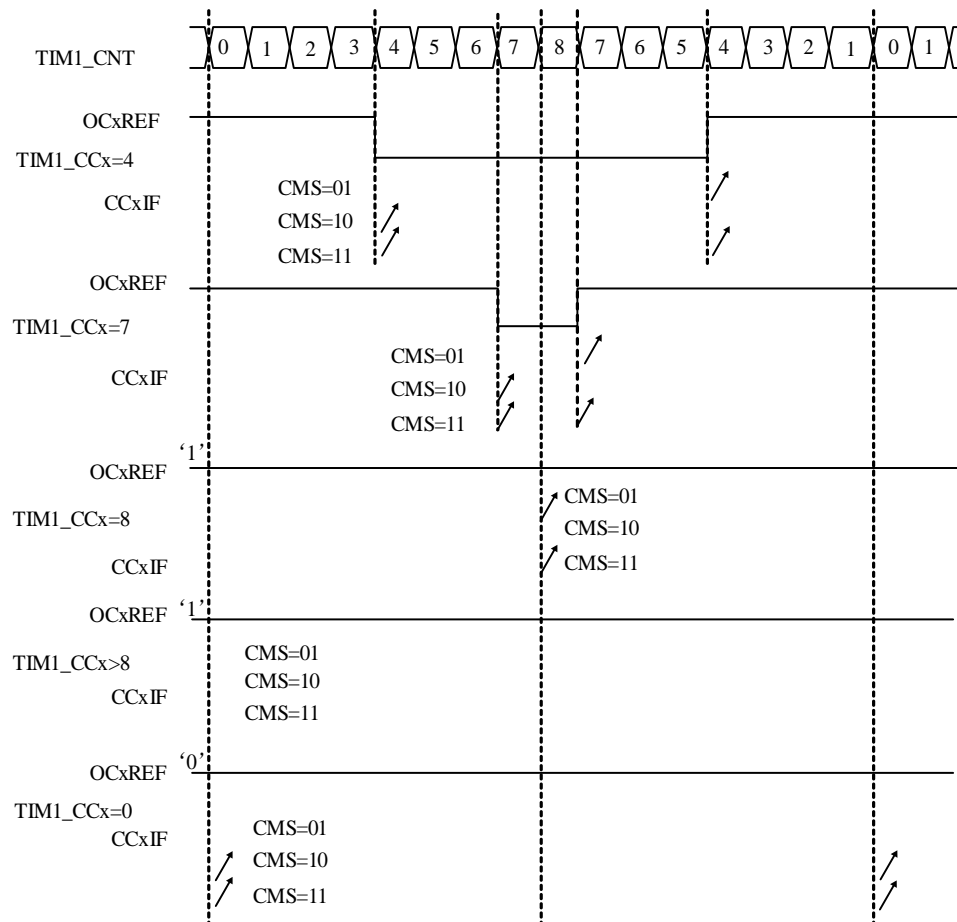 TIM1_CNT 0 1 2 3 4 5 6 7 8 7 6 5 4 3 2 1 0 1
OCxREF
TIM1_CCx=4
CMS=01
CCxIF
CMS=10
CMS=11
OCxREF
TIM1_CCx=7
CMS=01
CCxIF
CMS=10
CMS=11
OCxREF ‘1’
TIM1_CCx=8
CMS=01
CMS=10
CCxIF
CMS=11
OCxREF ‘1’
TIM1_CCx>8
CMS=01
CCxIF
CMS=10
CMS=11
OCxREF ‘0’
TIM1_CCx=0
CMS=01
CCxIF
CMS=10
CMS=11